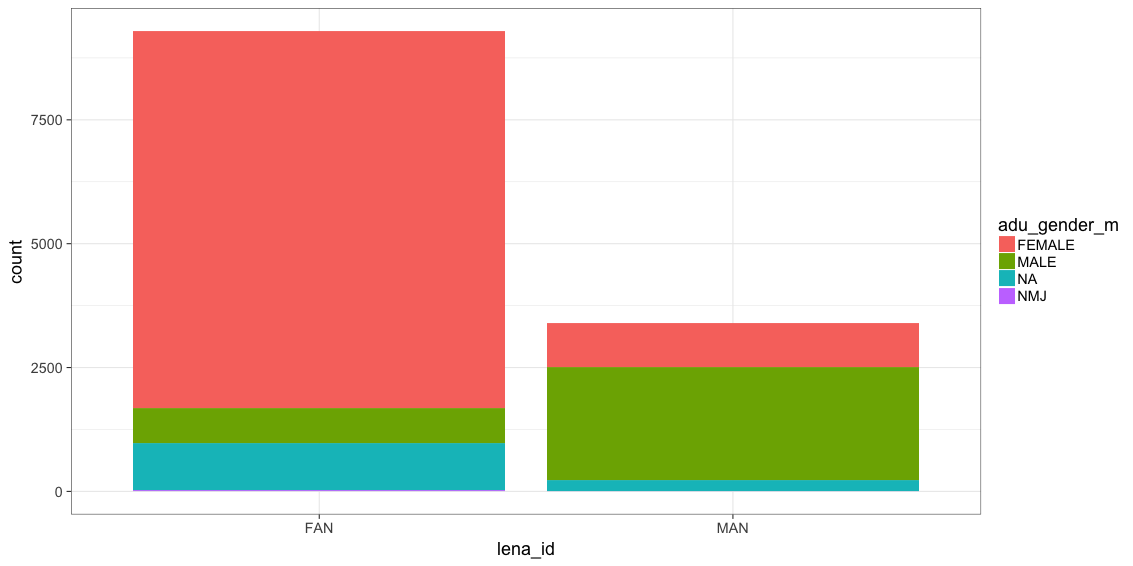 count
7500
5000
2500
0
FAN
MAN
lena_id
adu_gender_m
FEMALE
MALE
NA
NMJ